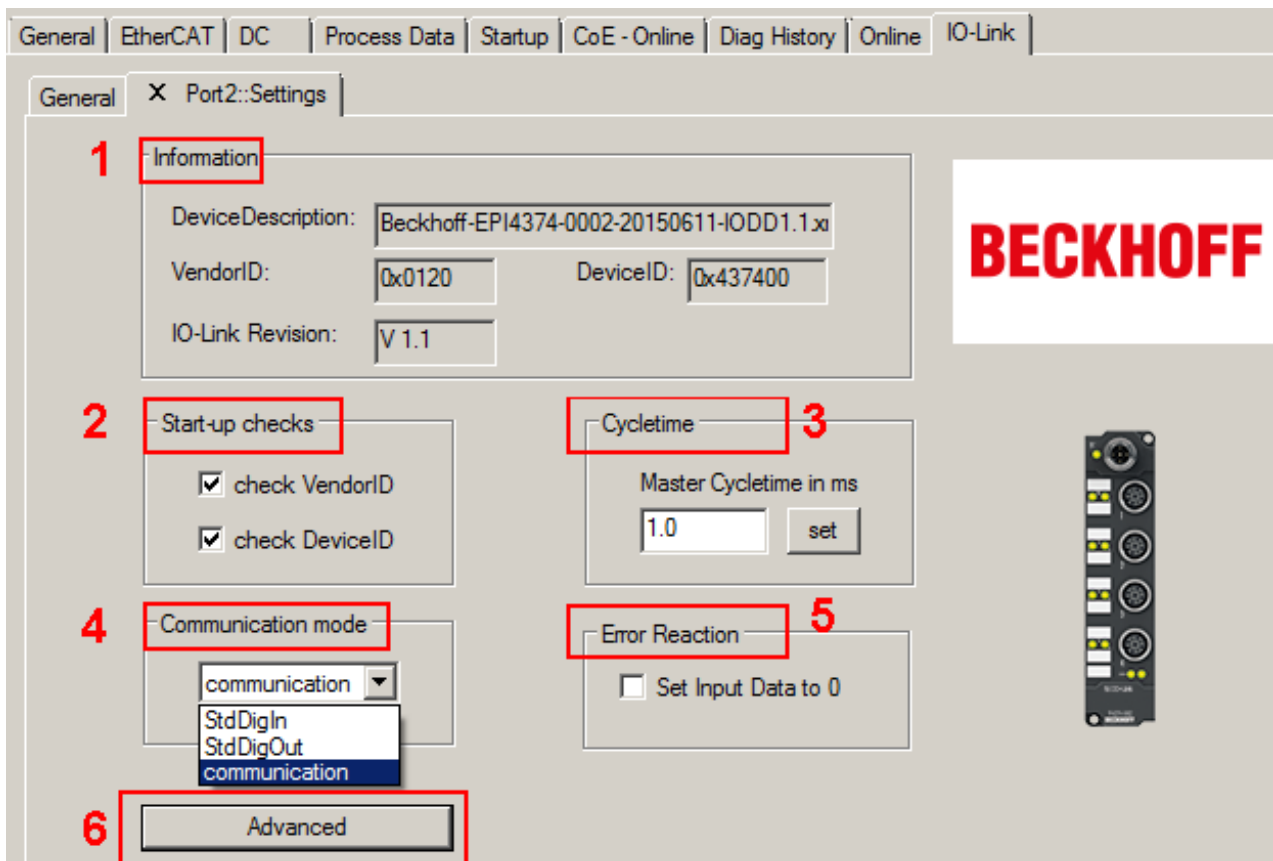 General EtherCAT DC Process Data Startup CoE - Online Diag History Online IO-Link
General X Port2::Settings
1 Information
DeviceDescription: Beckhoff-EPI4374-0002-20150611-IODD1.1.x
VendorID: 0x0120 DeviceID: 0x437400
IO-Link Revision: V 1.1
BECKHOFF
2 Start-up checks
check VendorID
check DeviceID
Cycletime 3
Master Cycletime in ms
1.0 set
4 Communication mode
communication
StdDigIn
StdDigOut
communication
Error Reaction 5
Set Input Data to 0
6 Advanced